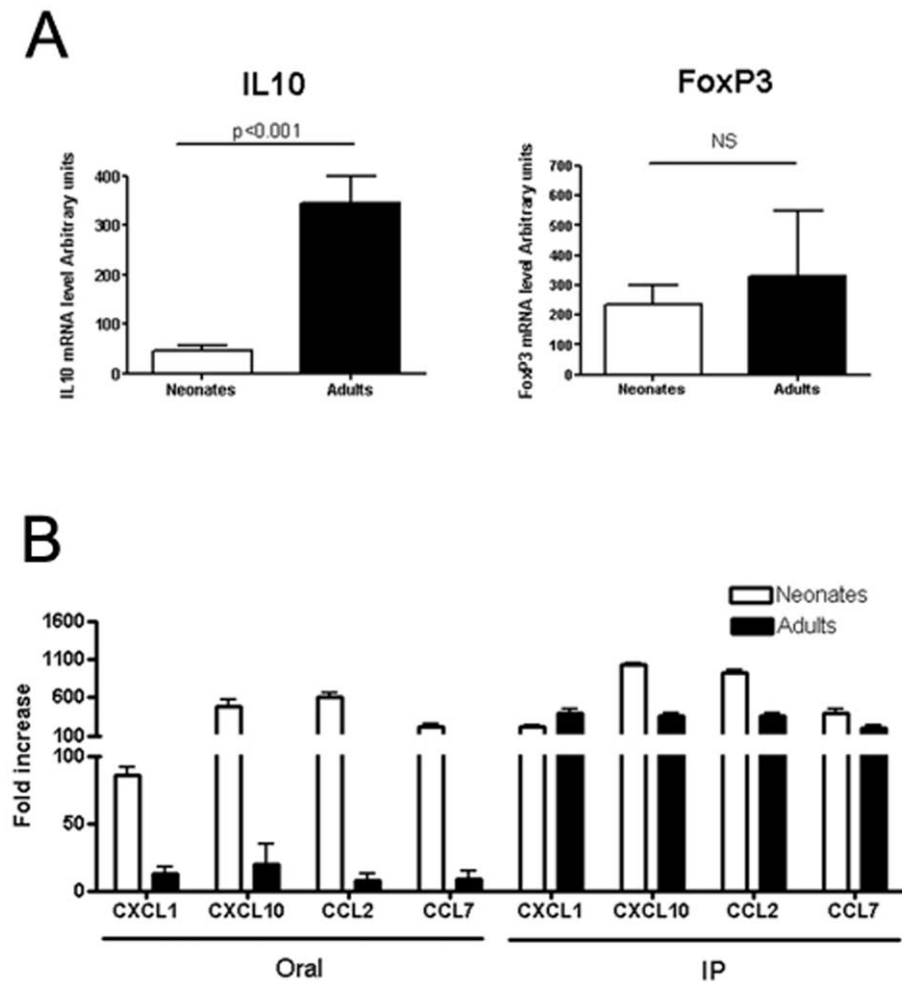 A
IL10
p<0.001
IL10 mRNA level Arbitrary units
400
300
200
100
0
Neonates Adults
FoxP3
NS
FoxP3 mRNA level Arbitrary units
700
600
500
400
300
200
100
0
Neonates Adults
B
Neonates
Adults
Fold increase
1600
1100
600
100
100
50
0
CXCL1 CXCL10 CCL2 CCL7 CXCL1 CXCL10 CCL2 CCL7
Oral IP